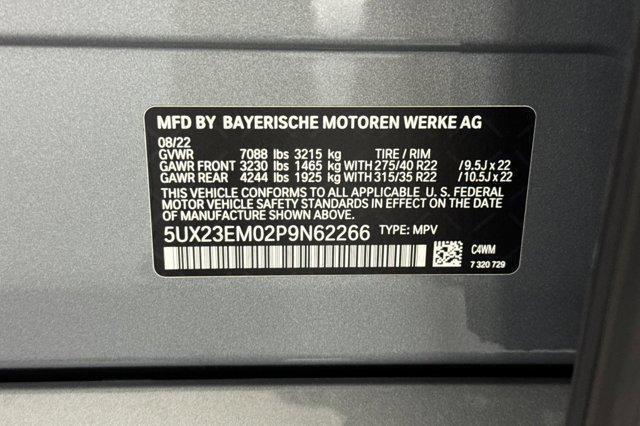 MFD BY BAYERISCHE MOTOREN WERKE AG
08/22
GVWR 7088 lbs 3215 kg TIRE / RIM
GAWR FRONT 3230 lbs 1465 kg WITH 275/40 R22 / 9.5J x 22
GAWR REAR 4244 lbs 1925 kg WITH 315/35 R22 / 10.5J x 22
THIS VEHICLE CONFORMS TO ALL APPLICABLE U. S. FEDERAL
MOTOR VEHICLE SAFETY STANDARDS IN EFFECT ON THE DATE OF
MANUFACTURE SHOWN ABOVE.
5UX23EM02P9N62266 TYPE: MPV
C4WM
7 320 729